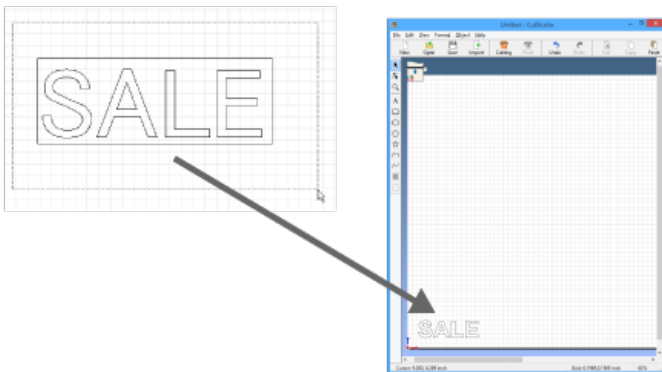 SALE
Untitled - CutStudio
File Edit View Format Object Help
New Open Save Import Cutting Print Undo Redo Cut Copy Paste
SALE